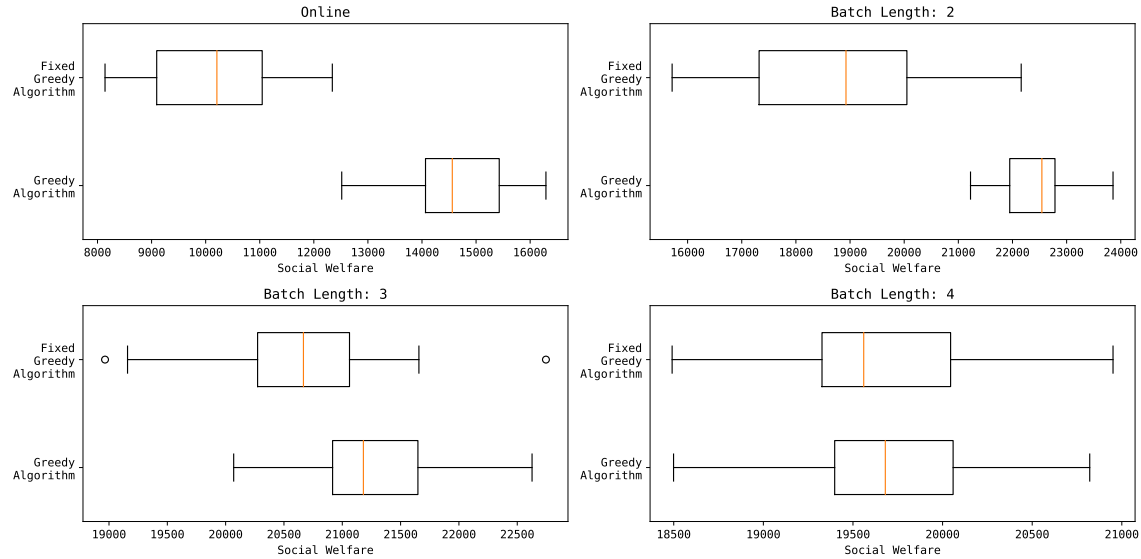 Online
Fixed
Greedy
Algorithm
Greedy
Algorithm
8000 9000 10000 11000 12000 13000 14000 15000 16000
Social Welfare
Batch Length: 2
Fixed
Greedy
Algorithm
Greedy
Algorithm
16000 17000 18000 19000 20000 21000 22000 23000 24000
Social Welfare
Batch Length: 3
Fixed
Greedy
Algorithm
Greedy
Algorithm
19000 19500 20000 20500 21000 21500 22000 22500
Social Welfare
Batch Length: 4
Fixed
Greedy
Algorithm
Greedy
Algorithm
18500 19000 19500 20000 20500 21000
Social Welfare